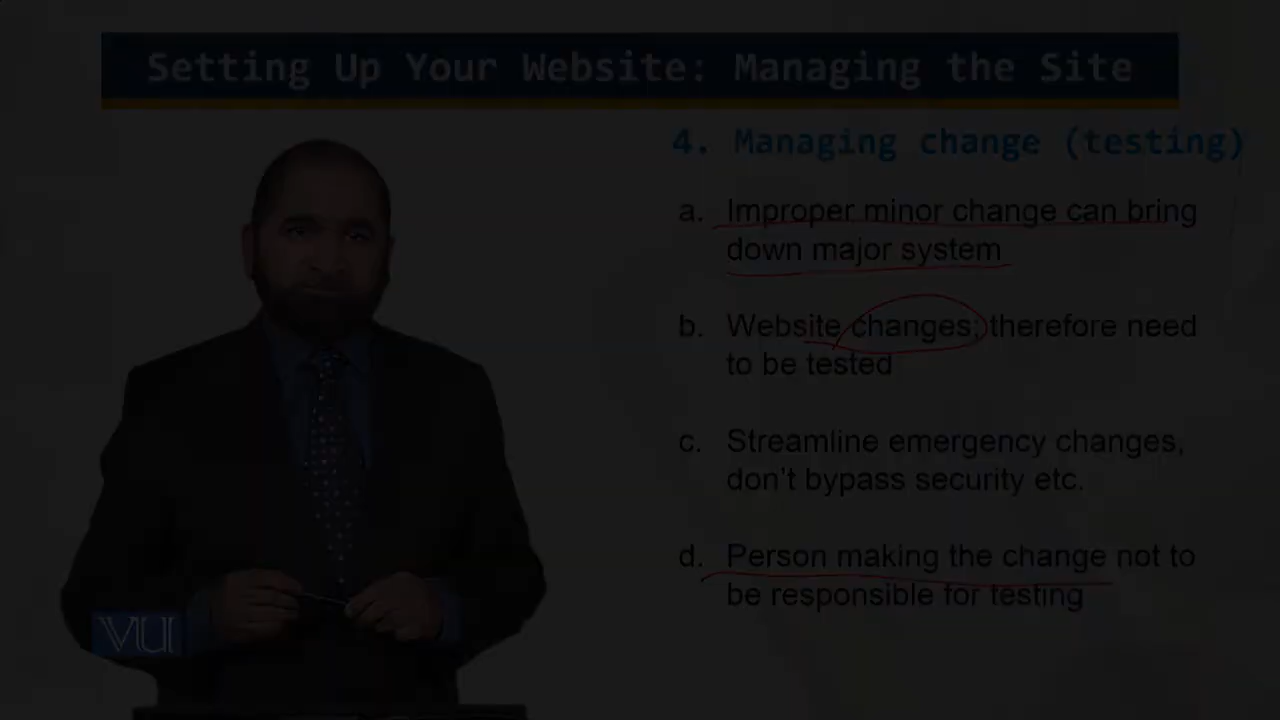 Setting Up Your Website: Managing the Site
4. Managing change (testing)
a. Improper minor change can bring
down major system
b. Website changes; therefore need
to be tested
c. Streamline emergency changes,
don't bypass security etc.
d. Person making the change not to
be responsible for testing
VU